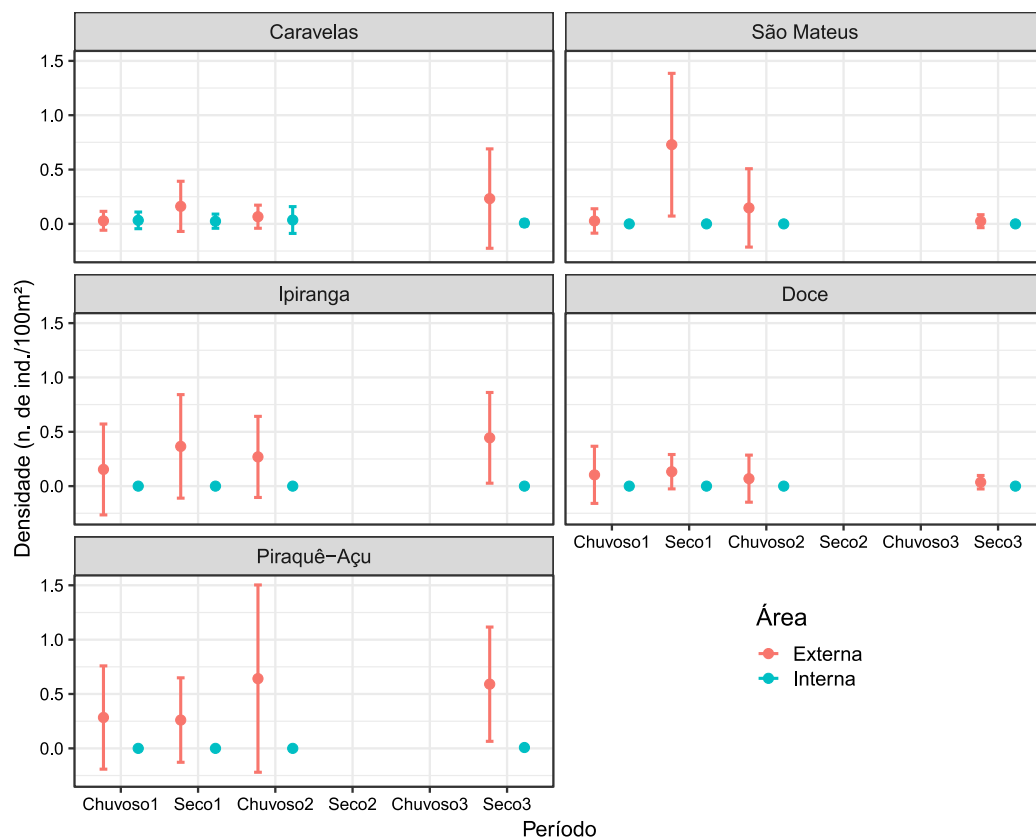 Caravelas
São Mateus
1.5
1.0
0.5
0.0
Ipiranga
Doce
1.5
1.0
0.5
0.0
Chuvoso1 Seco1 Chuvoso2 Seco2 Chuvoso3 Seco3
Piraquê−Açu
1.5
1.0
0.5
0.0
Chuvoso1 Seco1 Chuvoso2 Seco2 Chuvoso3 Seco3
Período
Densidade (n. de ind./100m²)
Área
Externa
Interna